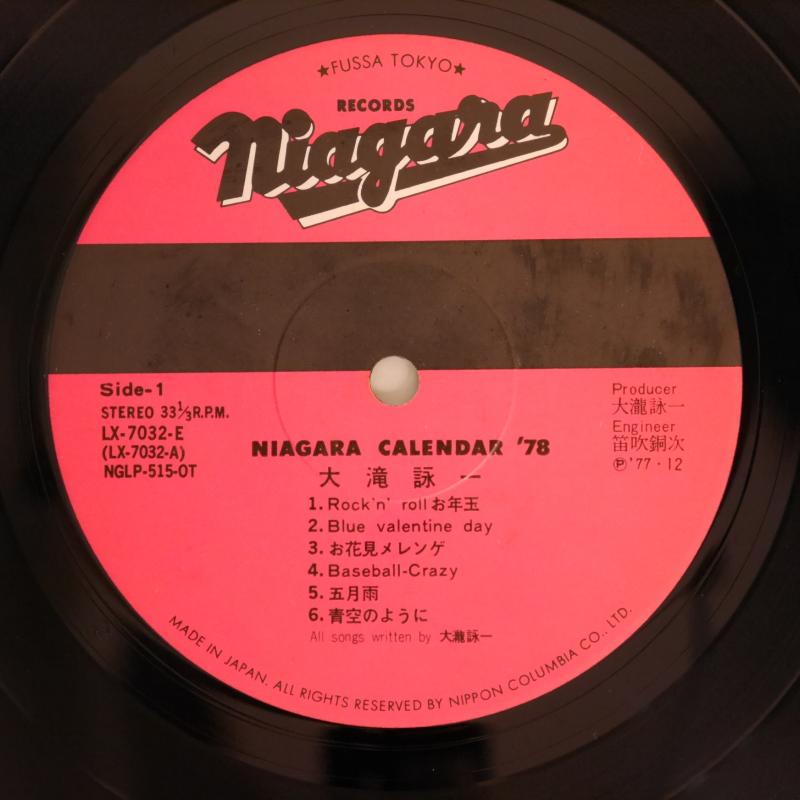 ★FUSSA TOKYO★
RECORDS
Niagara
Side-1
STEREO 33⅓R.P.M.
LX-7032-E
(LX-7032-A)
NGLP-515-OT
Producer
大瀧詠一
Engineer
笛吹銅次
Ⓟ'77・12
NIAGARA CALENDAR '78
大滝詠一
1. Rock'n' rollお年玉
2. Blue valentine day
3. お花見メレンゲ
4. Baseball-Crazy
5. 五月雨
6. 青空のように
All songs written by 大瀧詠一
MADE IN JAPAN. ALL RIGHTS RESERVED BY NIPPON COLUMBIA CO., LTD.